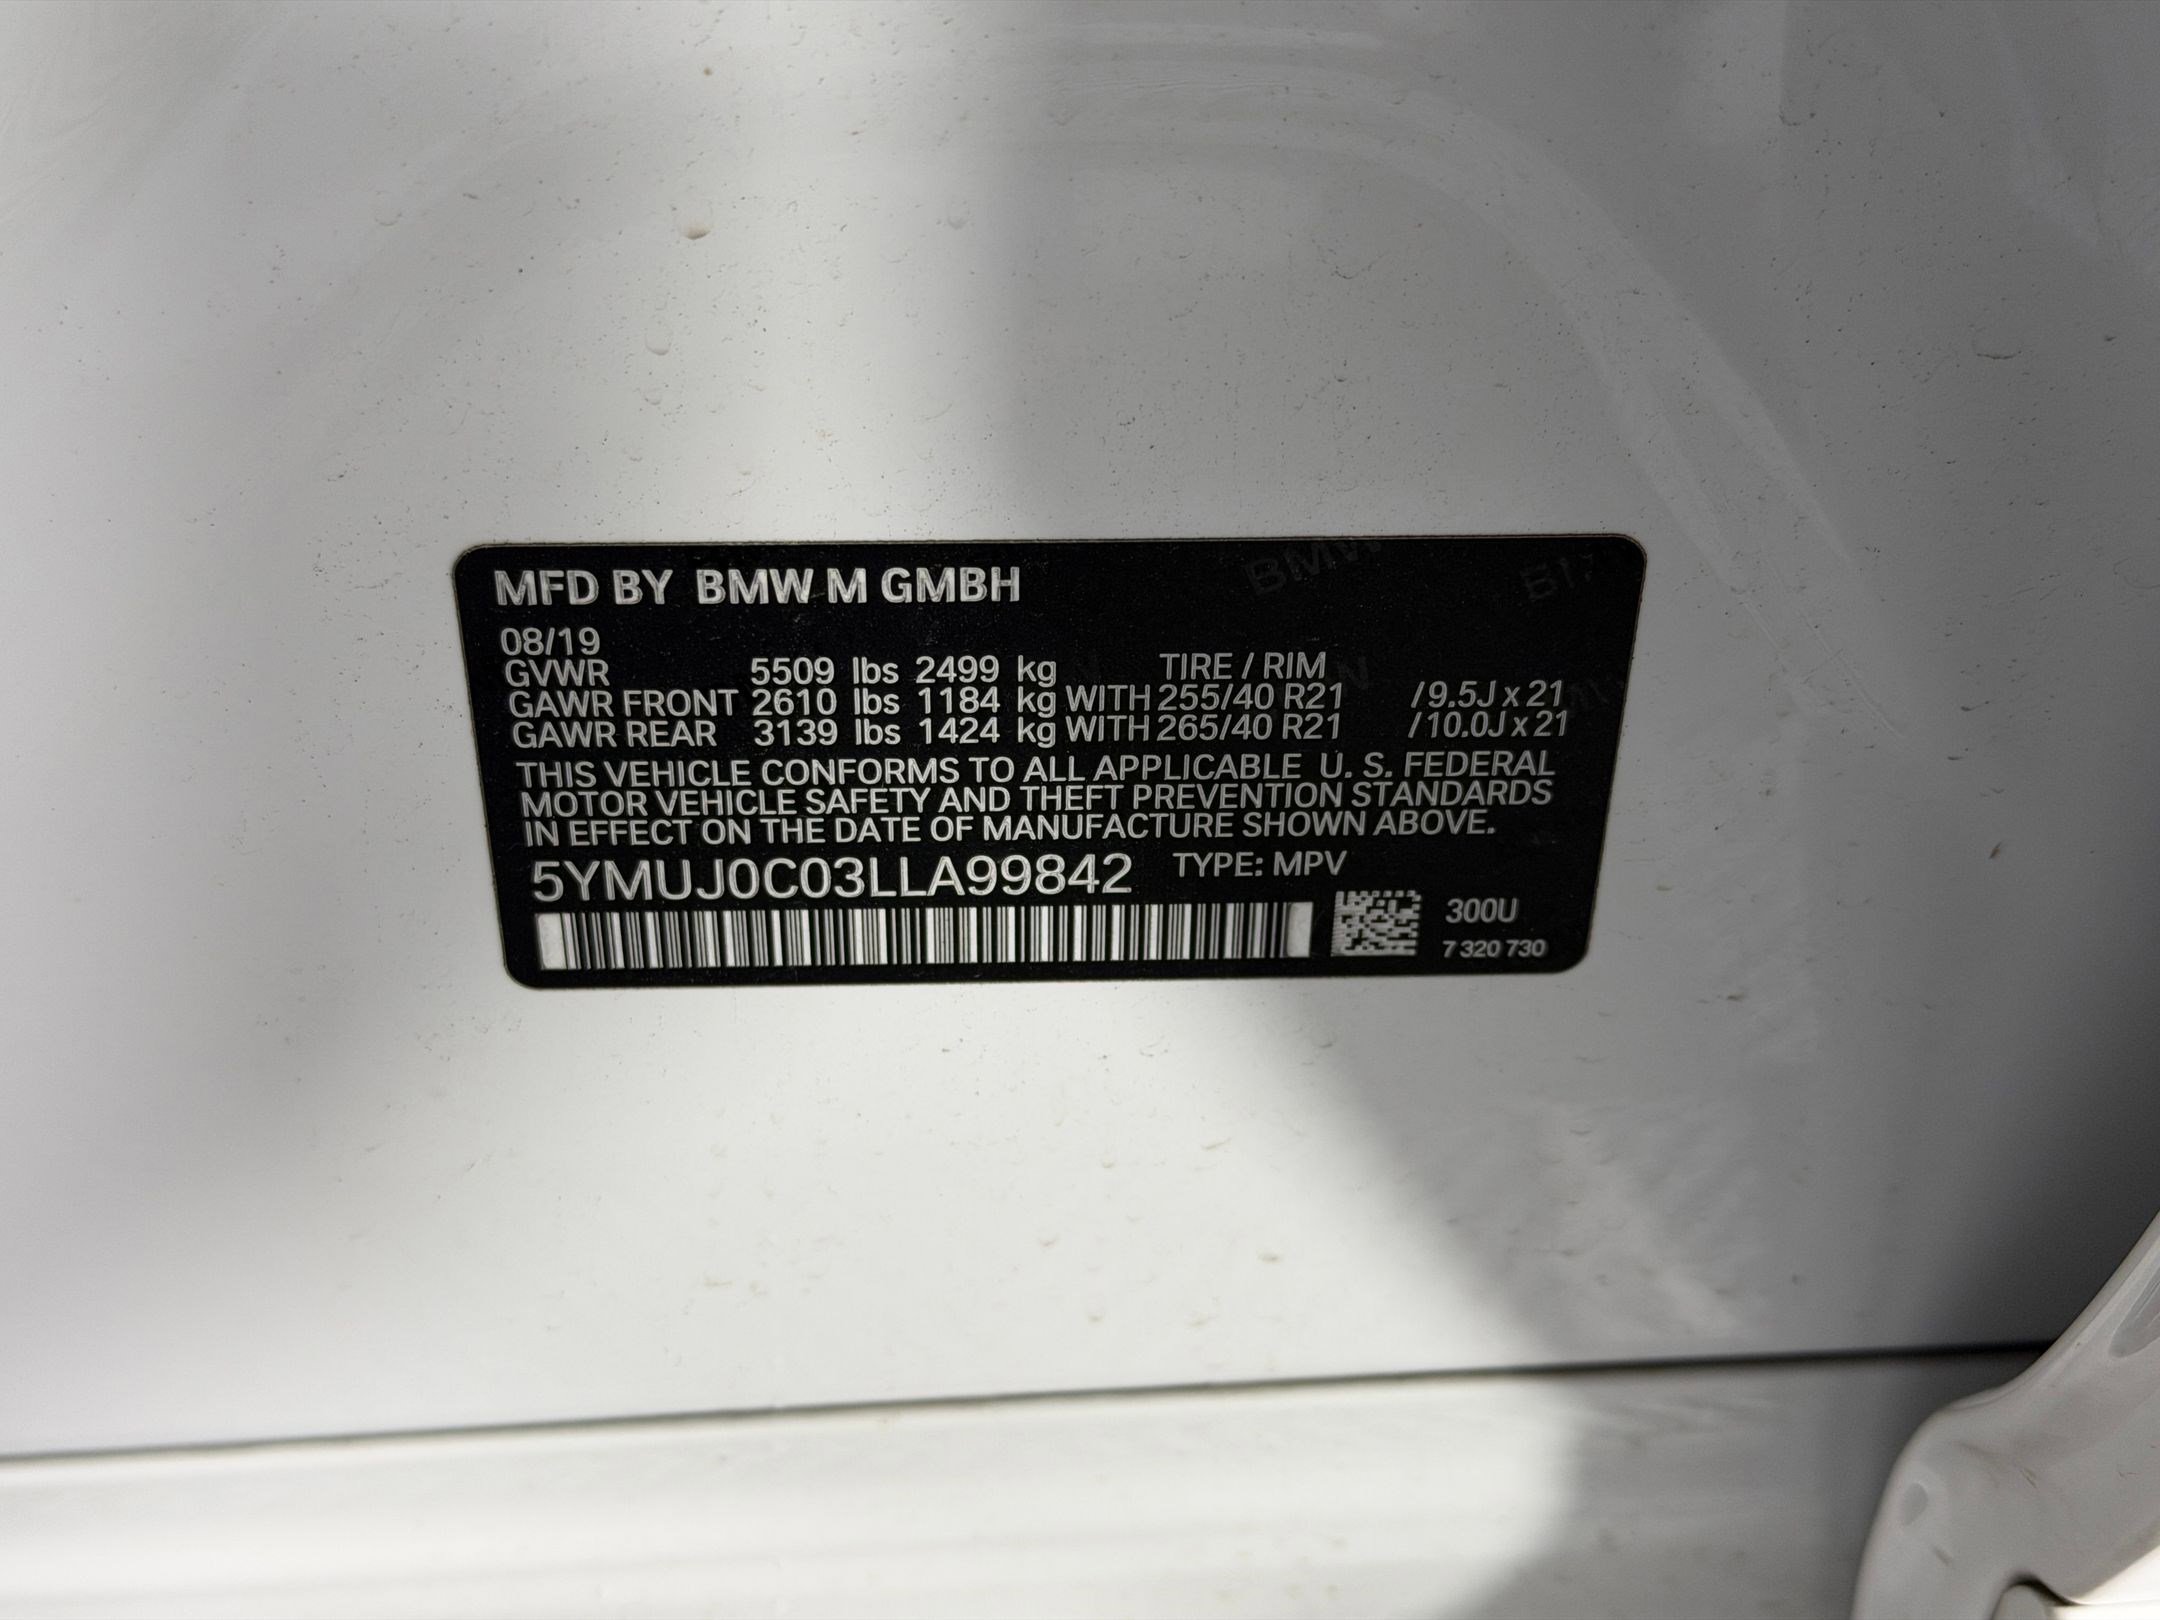 MFD BY BMW M GMBH
08/19
GVWR 5509 lbs 2499 kg TIRE / RIM
GAWR FRONT 2610 lbs 1184 kg WITH 255/40 R21 /9.5J x 21
GAWR REAR 3139 lbs 1424 kg WITH 265/40 R21 /10.0J x 21
THIS VEHICLE CONFORMS TO ALL APPLICABLE U. S. FEDERAL
MOTOR VEHICLE SAFETY AND THEFT PREVENTION STANDARDS
IN EFFECT ON THE DATE OF MANUFACTURE SHOWN ABOVE.
5YMUJ0C03LLA99842 TYPE: MPV
300U
7 320 730